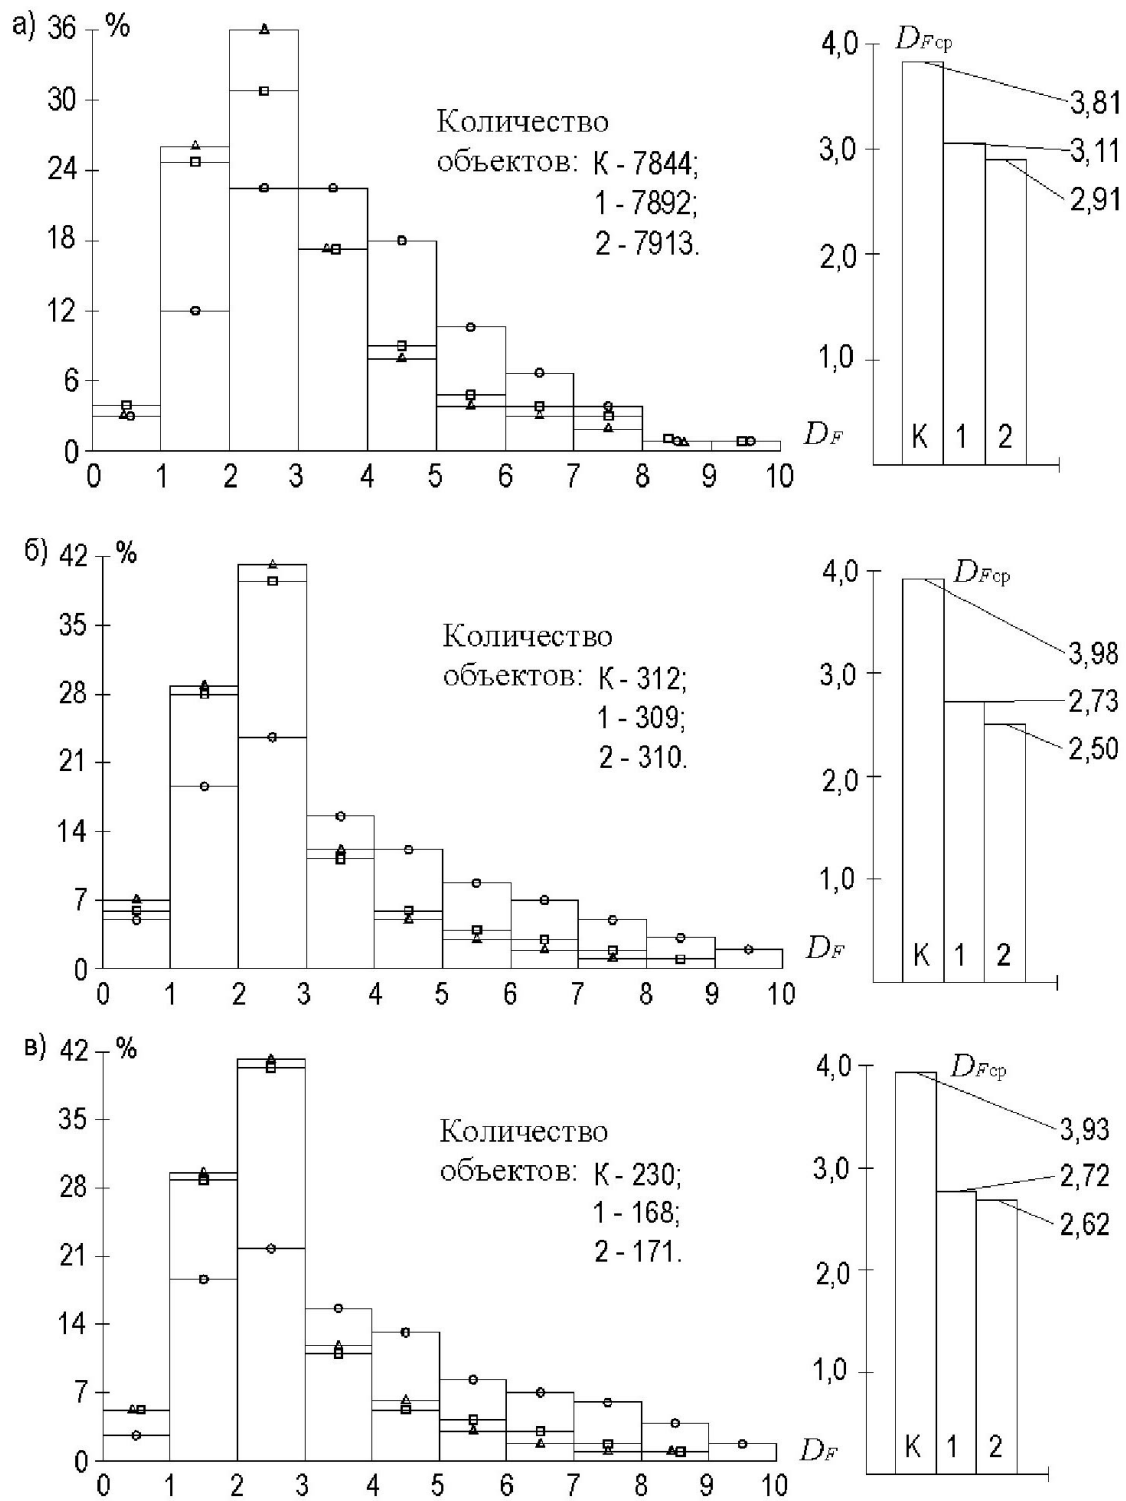 а) 36 %
30
24
18
12
6
0
0 1 2 3 4 5 6 7 8 9 10
D_F
Количество
объектов: К - 7844;
1 - 7892;
2 - 7913.
4,0 D_Fср
3,0
2,0
1,0
3,81
3,11
2,91
К 1 2
б) 42 %
35
28
21
14
7
0
0 1 2 3 4 5 6 7 8 9 10
D_F
Количество
объектов: К - 312;
1 - 309;
2 - 310.
4,0 D_Fср
3,0
2,0
1,0
3,98
2,73
2,50
К 1 2
в) 42 %
35
28
21
14
7
0
0 1 2 3 4 5 6 7 8 9 10
D_F
Количество
объектов: К - 230;
1 - 168;
2 - 171.
4,0 D_Fср
3,0
2,0
1,0
3,93
2,72
2,62
К 1 2